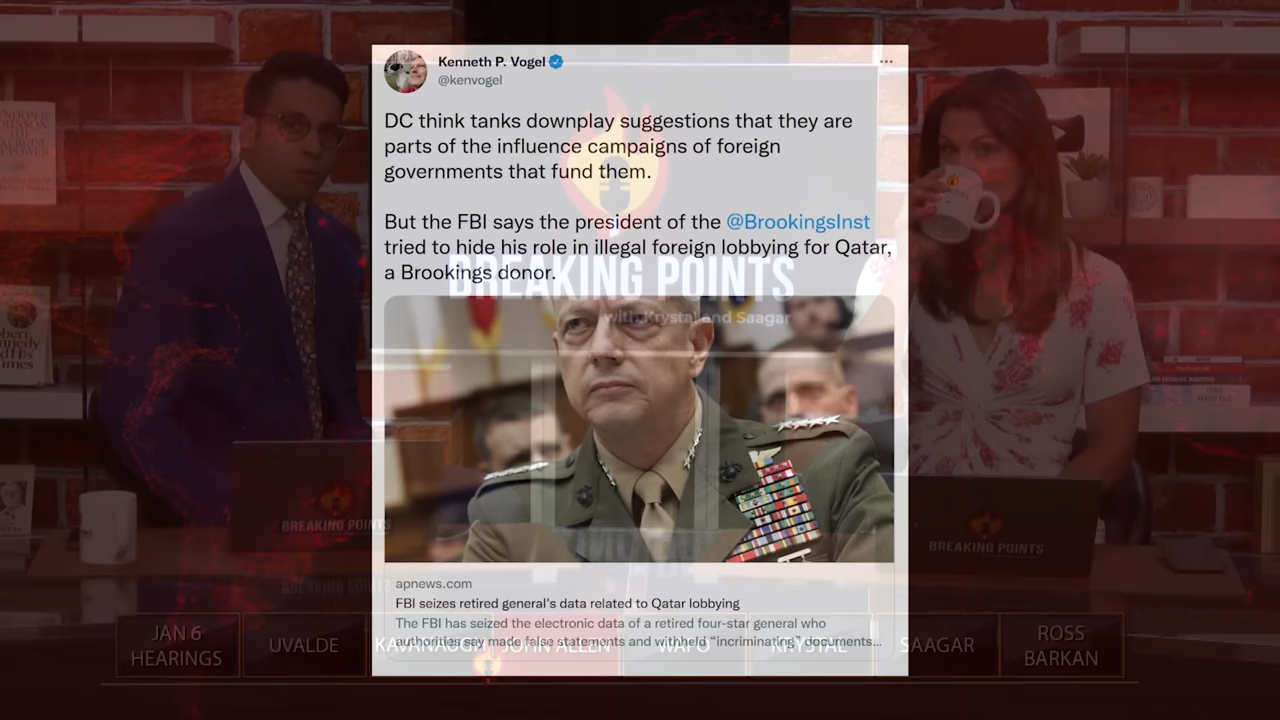 Kenneth P. Vogel
@kenvogel
DC think tanks downplay suggestions that they are
parts of the influence campaigns of foreign
governments that fund them.
But the FBI says the president of the @BrookingsInst
tried to hide his role in illegal foreign lobbying for Qatar,
a Brookings donor.
BREAKING POINTS
with Krystal and Saagar
apnews.com
FBI seizes retired general's data related to Qatar lobbying
The FBI has seized the electronic data of a retired four-star general who
authorities say made false statements and withheld “incriminating” documents...
BREAKING POINTS
BREAKING POINTS
JAN 6
HEARINGS
UVALDE
KAVANAUGH
JOHN ALLEN
WAPO
KRYSTAL
SAAGAR
ROSS
BARKAN